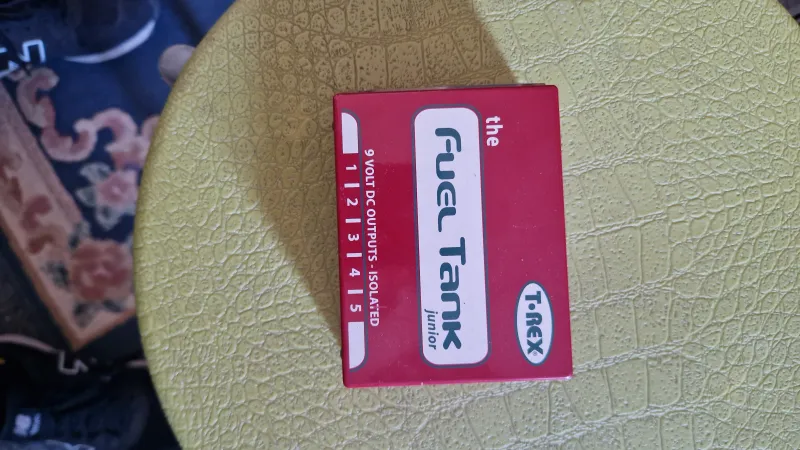 T•REX
the
FUEL TANK
junior
9 VOLT DC OUTPUTS - ISOLATED
1 | 2 | 3 | 4 | 5